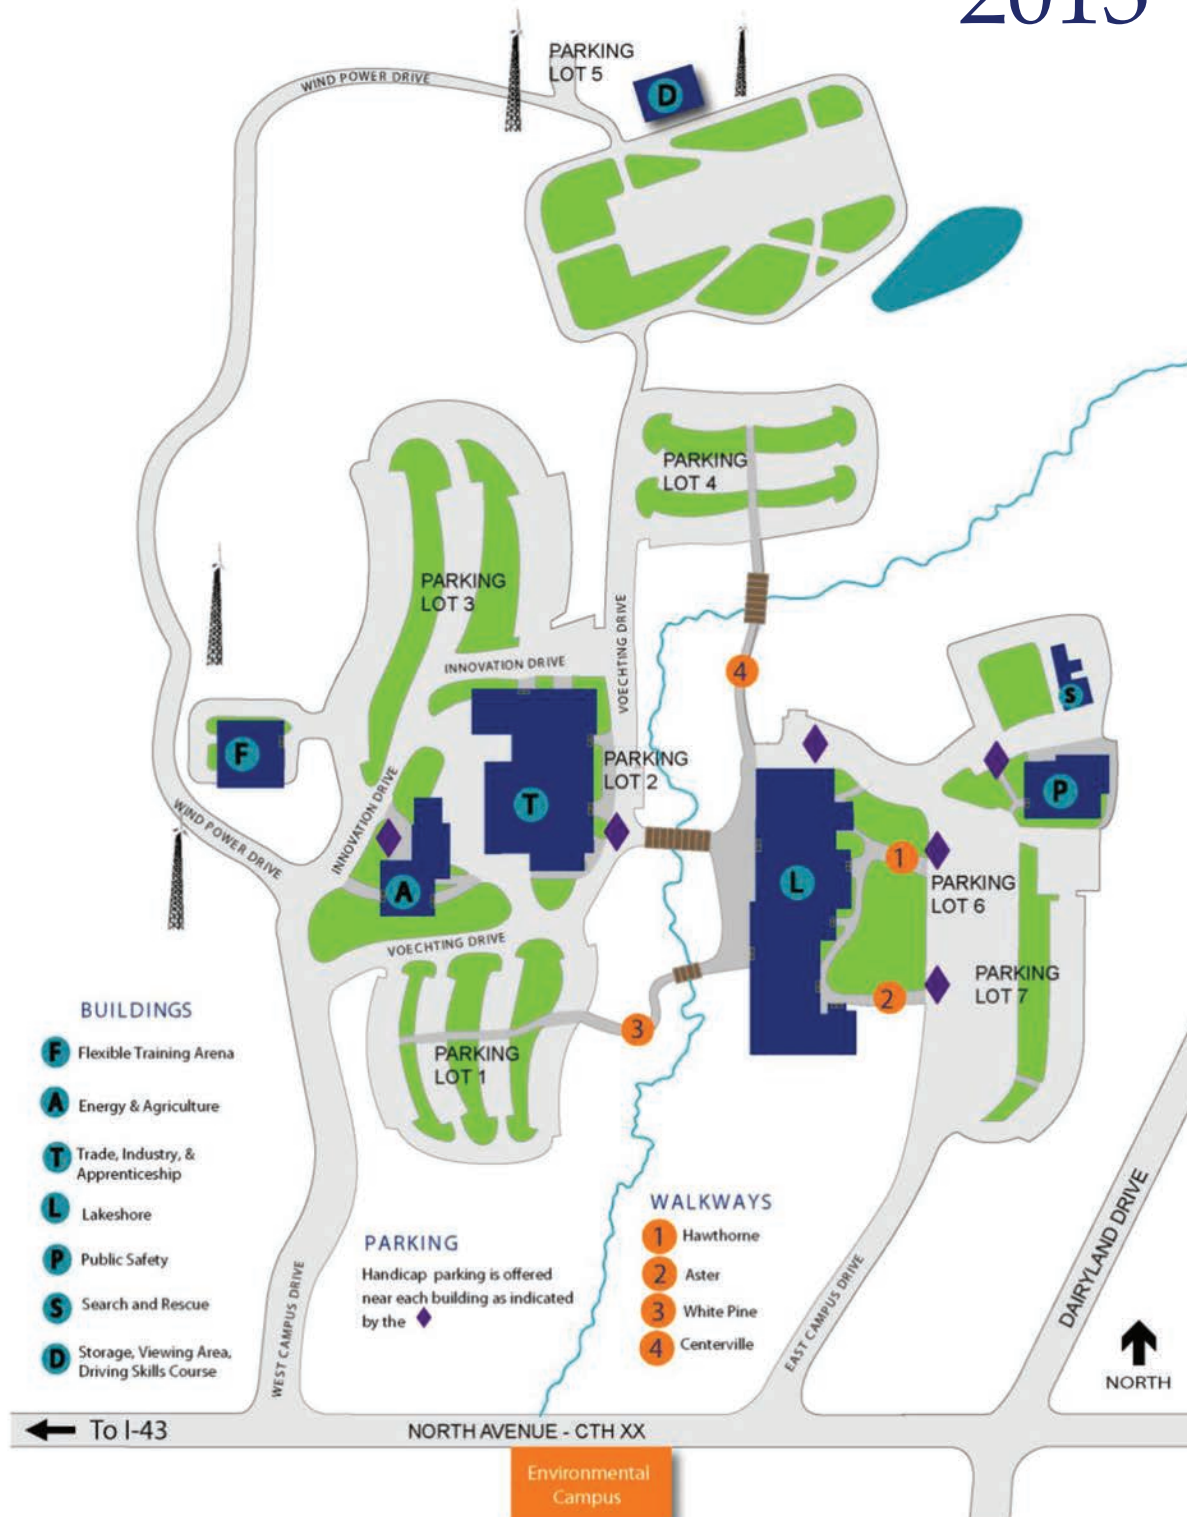 2015
PARKING
LOT 5
WIND POWER DRIVE
D
PARKING
LOT 4
PARKING
LOT 3
VOECHTING DRIVE
INNOVATION DRIVE
4
S
F
PARKING
LOT 2
T
P
WIND POWER DRIVE
INNOVATION DRIVE
1
A
L
PARKING
LOT 6
VOECHTING DRIVE
PARKING
LOT 7
2
3
PARKING
LOT 1
BUILDINGS
F Flexible Training Arena
A Energy & Agriculture
T Trade, Industry, &
Apprenticeship
L Lakeshore
P Public Safety
S Search and Rescue
D Storage, Viewing Area,
Driving Skills Course
WEST CAMPUS DRIVE
PARKING
Handicap parking is offered
near each building as indicated
by the
WALKWAYS
1 Hawthorne
2 Aster
3 White Pine
4 Centerville
EAST CAMPUS DRIVE
DAIRYLAND DRIVE
NORTH
To I-43
NORTH AVENUE - CTH XX
Environmental
Campus